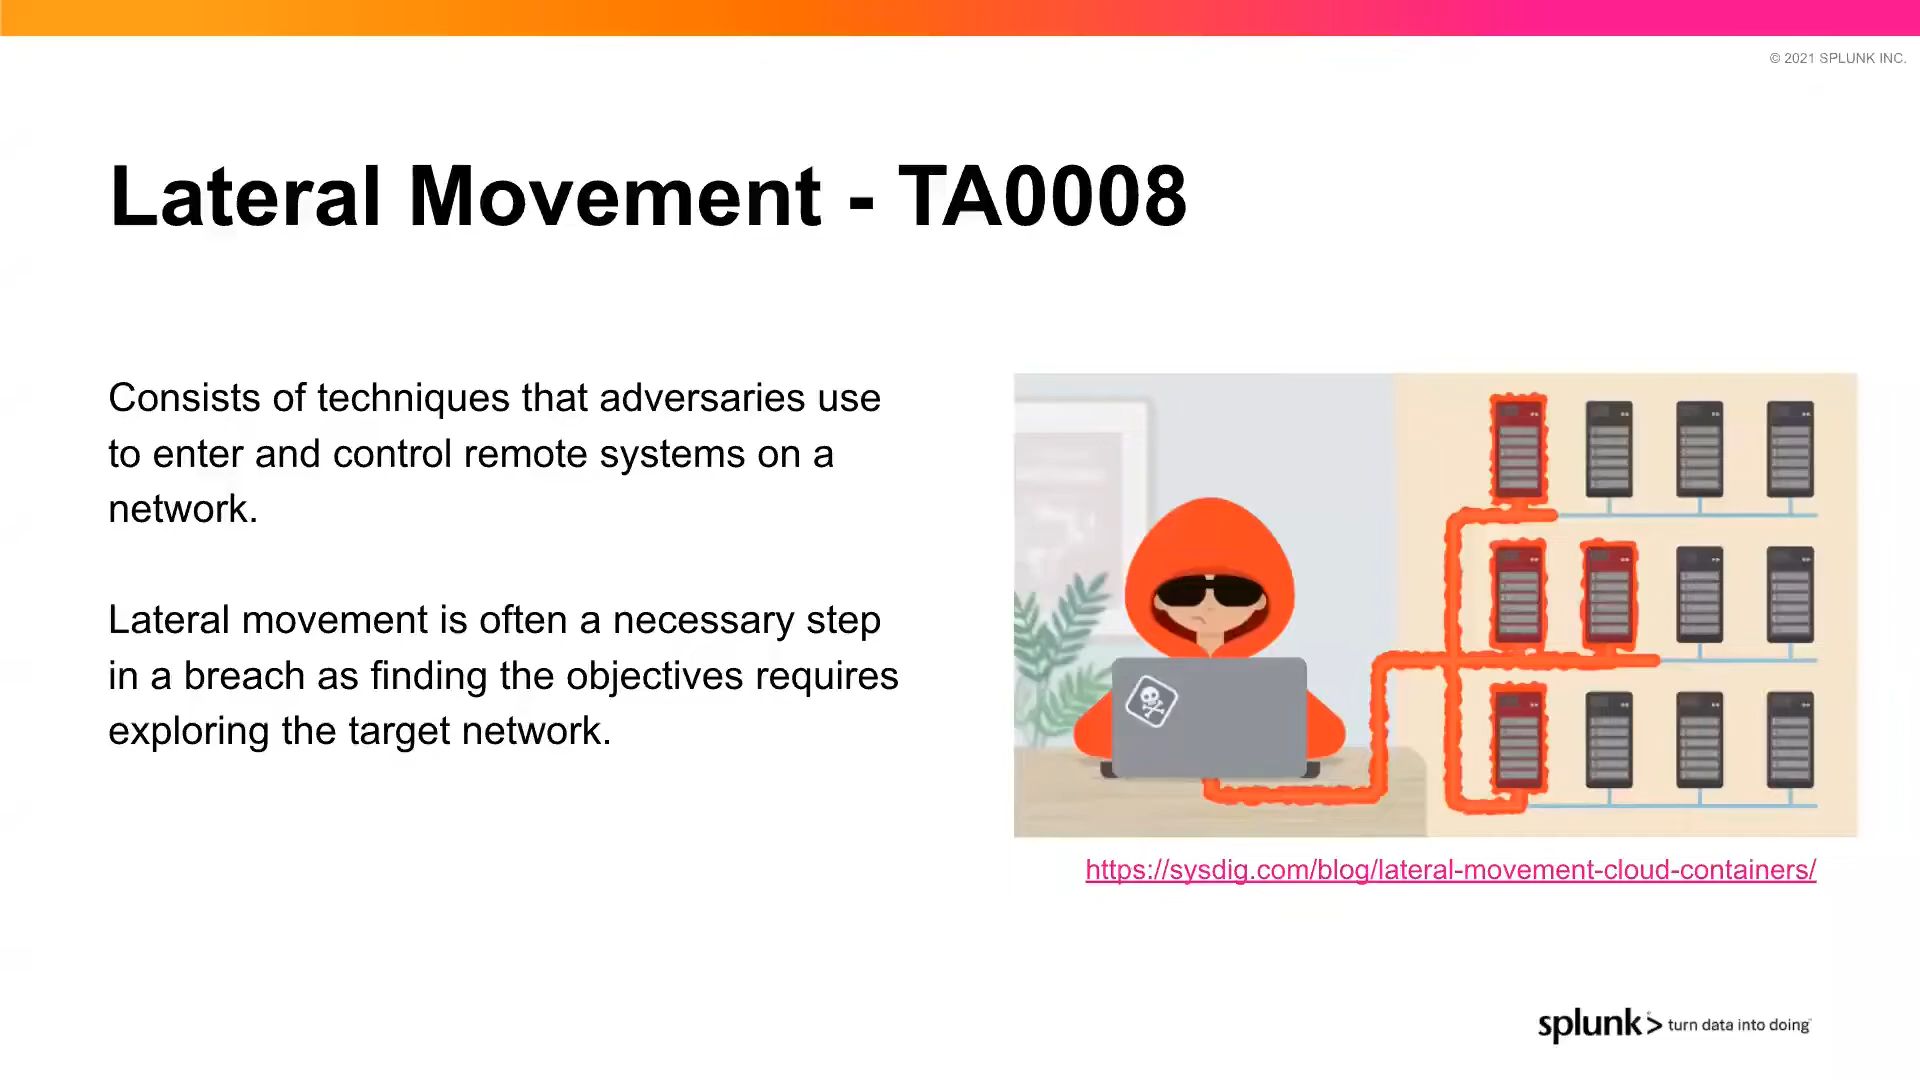 © 2021 SPLUNK INC.
Lateral Movement - TA0008
Consists of techniques that adversaries use
to enter and control remote systems on a
network.
Lateral movement is often a necessary step
in a breach as finding the objectives requires
exploring the target network.
https://sysdig.com/blog/lateral-movement-cloud-containers/
splunk> turn data into doing™